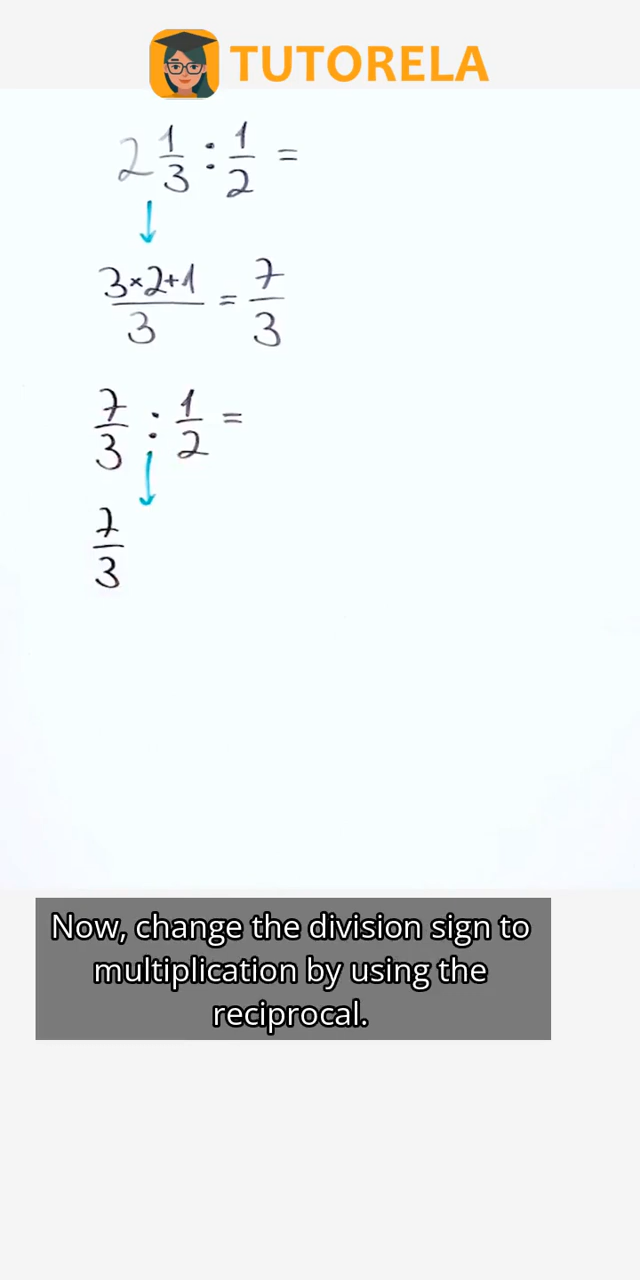 TUTORELA
2 1/3 : 1/2 =
3×2+1/3 = 7/3
7/3 : 1/2 =
7/3
Now, change the division sign to
multiplication by using the
reciprocal.